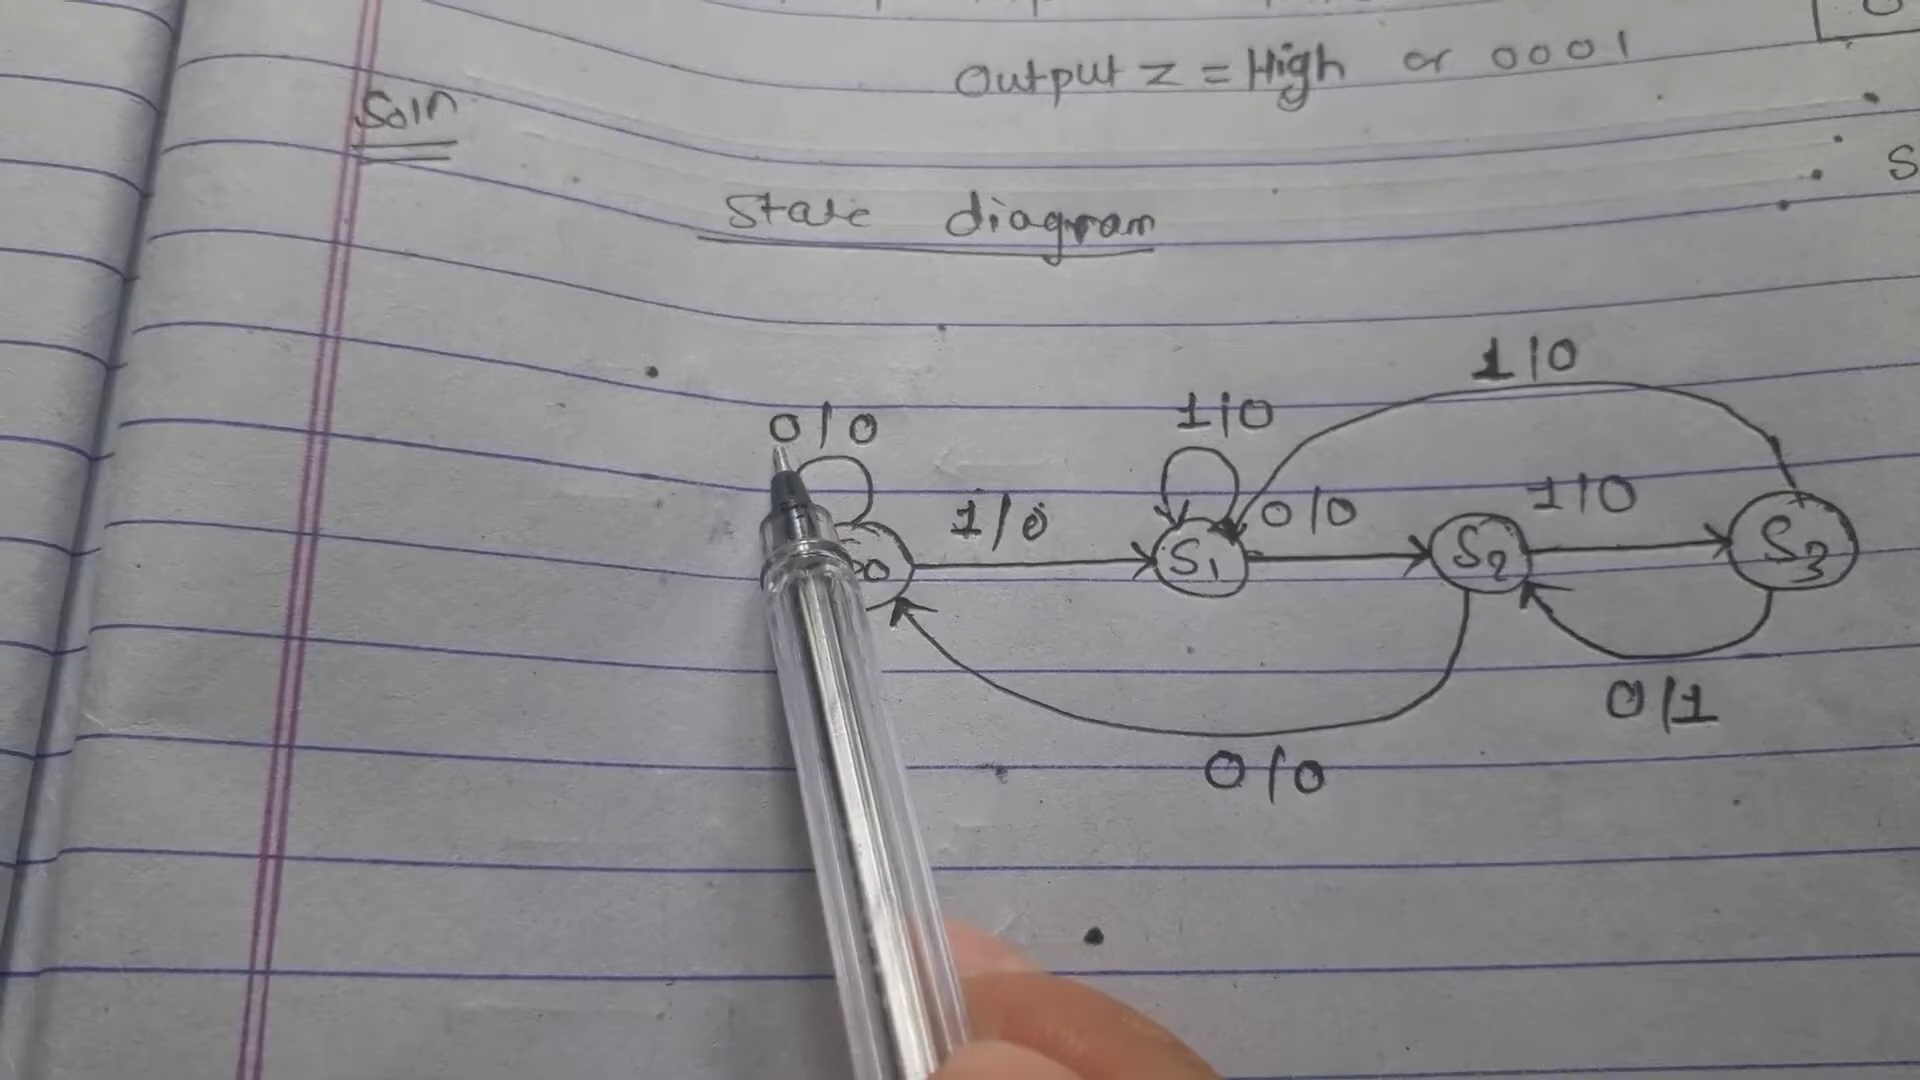 Output Z = High or 0001
Soln
State diagram
1|0
0/0
1|0
1/0
0/0
1|0
S1
S2
S3
0/1
0/0